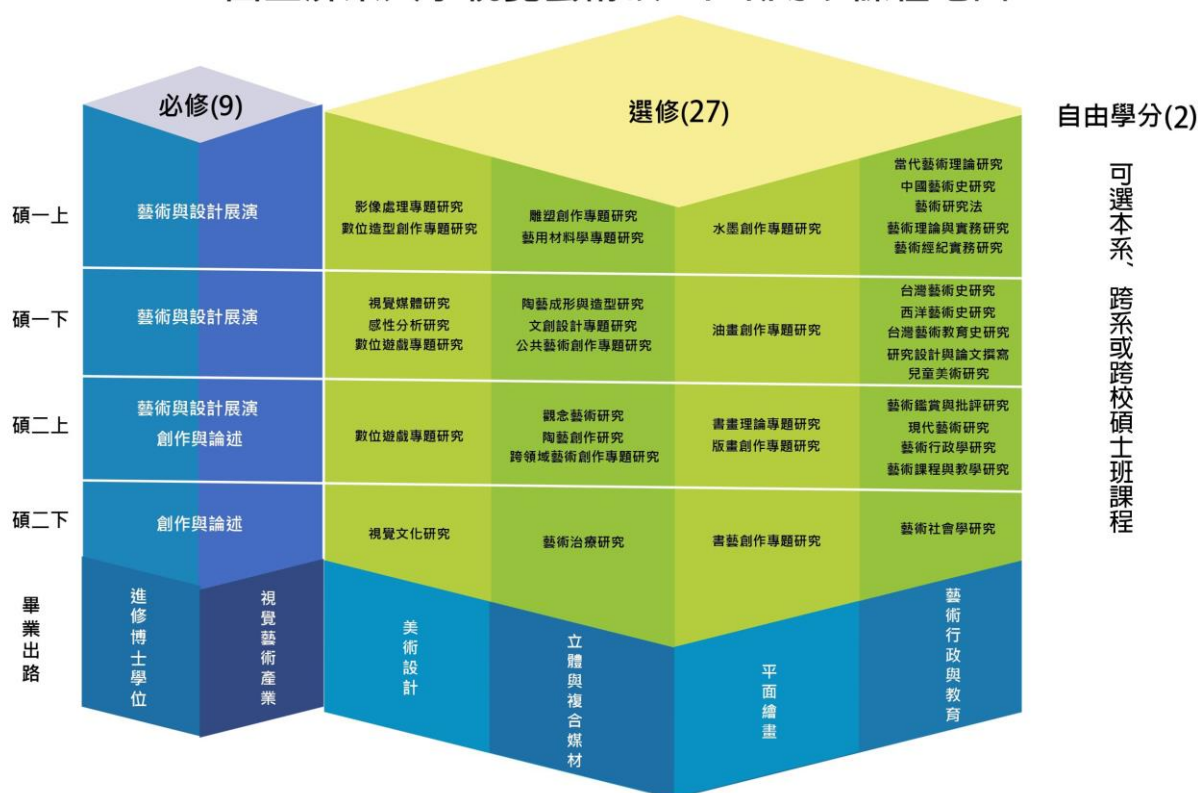 必修(9)
選修(27)
自由學分(2)
可選本系、跨系或跨校碩士班課程
碩一上
藝術與設計展演
影像處理專題研究
數位造型創作專題研究
雕塑創作專題研究
藝用材料學專題研究
水墨創作專題研究
當代藝術理論研究
中國藝術史研究
藝術研究法
藝術理論與實務研究
藝術經紀實務研究
碩一下
藝術與設計展演
視覺媒體研究
感性分析研究
數位遊戲專題研究
陶藝成形與造型研究
文創設計專題研究
公共藝術創作專題研究
油畫創作專題研究
台灣藝術史研究
西洋藝術史研究
台灣藝術教育史研究
研究設計與論文撰寫
兒童美術研究
碩二上
藝術與設計展演
創作與論述
數位遊戲專題研究
觀念藝術研究
陶藝創作研究
跨領域藝術創作專題研究
書畫理論專題研究
版畫創作專題研究
藝術鑑賞與批評研究
現代藝術研究
藝術行政學研究
藝術課程與教學研究
碩二下
創作與論述
視覺文化研究
藝術治療研究
書藝創作專題研究
藝術社會學研究
畢業出路
進修博士學位
視覺藝術產業
美術設計
立體與複合媒材
平面繪畫
藝術行政與教育